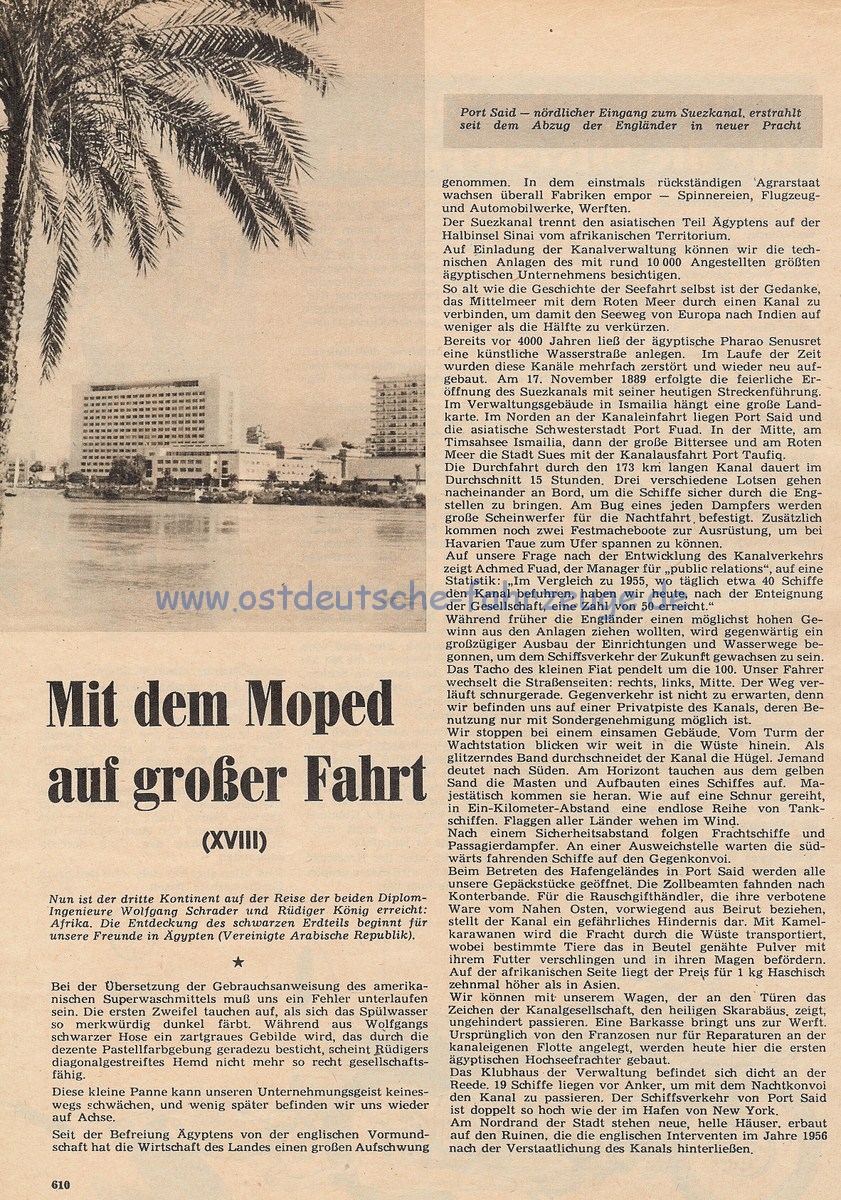 Mit dem Moped
auf großer Fahrt
(XVIII)
Nun ist der dritte Kontinent auf der Reise der beiden Diplom-
Ingenieure Wolfgang Schrader und Rüdiger König erreicht:
Afrika. Die Entdeckung des schwarzen Erdteils beginnt für
unsere Freunde in Ägypten (Vereinigte Arabische Republik).
★
Bei der Übersetzung der Gebrauchsanweisung des amerika-
nischen Superwaschmittels muß uns ein Fehler unterlaufen
sein. Die ersten Zweifel tauchen auf, als sich das Spülwasser
so merkwürdig dunkel färbt. Während aus Wolfgangs
schwarzer Hose ein zartgraues Gebilde wird, das durch die
dezente Pastellfarbgebung geradezu besticht, scheint Rüdigers
diagonalgestreiftes Hemd nicht mehr so recht gesellschafts-
fähig.
Diese kleine Panne kann unseren Unternehmungsgeist keines-
wegs schwächen, und wenig später befinden wir uns wieder
auf Achse.
Seit der Befreiung Ägyptens von der englischen Vormund-
schaft hat die Wirtschaft des Landes einen großen Aufschwung
610
Port Said — nördlicher Eingang zum Suezkanal, erstrahlt
seit dem Abzug der Engländer in neuer Pracht
genommen. In dem einstmals rückständigen Agrarstaat
wachsen überall Fabriken empor — Spinnereien, Flugzeug-
und Automobilwerke, Werften.
Der Suezkanal trennt den asiatischen Teil Ägyptens auf der
Halbinsel Sinai vom afrikanischen Territorium.
Auf Einladung der Kanalverwaltung können wir die tech-
nischen Anlagen des mit rund 10 000 Angestellten größten
ägyptischen Unternehmens besichtigen.
So alt wie die Geschichte der Seefahrt selbst ist der Gedanke,
das Mittelmeer mit dem Roten Meer durch einen Kanal zu
verbinden, um damit den Seeweg von Europa nach Indien auf
weniger als die Hälfte zu verkürzen.
Bereits vor 4000 Jahren ließ der ägyptische Pharao Senusret
eine künstliche Wasserstraße anlegen. Im Laufe der Zeit
wurden diese Kanäle mehrfach zerstört und wieder neu auf-
gebaut. Am 17. November 1889 erfolgte die feierliche Er-
öffnung des Suezkanals mit seiner heutigen Streckenführung.
Im Verwaltungsgebäude in Ismailia hängt eine große Land-
karte. Im Norden an der Kanaleinfahrt liegen Port Said und
die asiatische Schwesterstadt Port Fuad. In der Mitte, am
Timsahsee Ismailia, dann der große Bittersee und am Roten
Meer die Stadt Sues mit der Kanalausfahrt Port Taufiq.
Die Durchfahrt durch den 173 km langen Kanal dauert im
Durchschnitt 15 Stunden. Drei verschiedene Lotsen gehen
nacheinander an Bord, um die Schiffe sicher durch die Eng-
stellen zu bringen. Am Bug eines jeden Dampfers werden
große Scheinwerfer für die Nachtfahrt befestigt. Zusätzlich
kommen noch zwei Festmacheboote zur Ausrüstung, um bei
Havarien Taue zum Ufer spannen zu können.
Auf unsere Frage nach der Entwicklung des Kanalverkehrs
zeigt Achmed Fuad, der Manager für „public relations", auf eine
Statistik: „Im Vergleich zu 1955, wo täglich etwa 40 Schiffe
den Kanal befuhren, haben wir heute, nach der Enteignung
der Gesellschaft, eine Zahl von 50 erreicht."
www.ostdeutsche-fahrzeuge.de
Während früher die Engländer einen möglichst hohen Ge-
winn aus den Anlagen ziehen wollten, wird gegenwärtig ein
großzügiger Ausbau der Einrichtungen und Wasserwege be-
gonnen, um dem Schiffsverkehr der Zukunft gewachsen zu sein.
Das Tacho des kleinen Fiat pendelt um die 100. Unser Fahrer
wechselt die Straßenseiten: rechts, links, Mitte. Der Weg ver-
läuft schnurgerade. Gegenverkehr ist nicht zu erwarten, denn
wir befinden uns auf einer Privatpiste des Kanals, deren Be-
nutzung nur mit Sondergenehmigung möglich ist.
Wir stoppen bei einem einsamen Gebäude. Vom Turm der
Wachtstation blicken wir weit in die Wüste hinein. Als
glitzerndes Band durchschneidet der Kanal die Hügel. Jemand
deutet nach Süden. Am Horizont tauchen aus dem gelben
Sand die Masten und Aufbauten eines Schiffes auf. Ma-
jestätisch kommen sie heran. Wie auf eine Schnur gereiht,
in Ein-Kilometer-Abstand eine endlose Reihe von Tank-
schiffen. Flaggen aller Länder wehen im Wind.
Nach einem Sicherheitsabstand folgen Frachtschiffe und
Passagierdampfer. An einer Ausweichstelle warten die süd-
wärts fahrenden Schiffe auf den Gegenkonvoi.
Beim Betreten des Hafengeländes in Port Said werden alle
unsere Gepäckstücke geöffnet. Die Zollbeamten fahnden nach
Konterbande. Für die Rauschgifthändler, die ihre verbotene
Ware vom Nahen Osten, vorwiegend aus Beirut beziehen,
stellt der Kanal ein gefährliches Hindernis dar. Mit Kamel-
karawanen wird die Fracht durch die Wüste transportiert,
wobei bestimmte Tiere das in Beutel genähte Pulver mit
ihrem Futter verschlingen und in ihren Magen befördern.
Auf der afrikanischen Seite liegt der Preis für 1 kg Haschisch
zehnmal höher als in Asien.
Wir können mit unserem Wagen, der an den Türen das
Zeichen der Kanalgesellschaft, den heiligen Skarabäus, zeigt,
ungehindert passieren. Eine Barkasse bringt uns zur Werft.
Ursprünglich von den Franzosen nur für Reparaturen an der
kanaleigenen Flotte angelegt, werden heute hier die ersten
ägyptischen Hochseefrachter gebaut.
Das Klubhaus der Verwaltung befindet sich dicht an der
Reede. 19 Schiffe liegen vor Anker, um mit dem Nachtkonvoi
den Kanal zu passieren. Der Schiffsverkehr von Port Said
ist doppelt so hoch wie der im Hafen von New York.
Am Nordrand der Stadt stehen neue, helle Häuser, erbaut
auf den Ruinen, die die englischen Interventen im Jahre 1956
nach der Verstaatlichung des Kanals hinterließen.